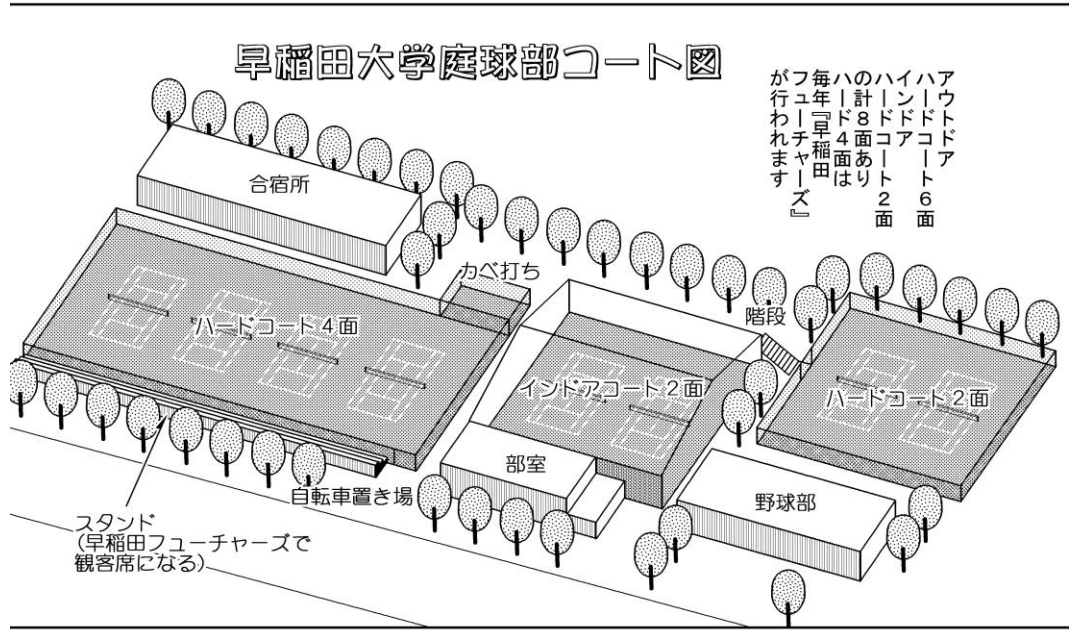 早稲田大学庭球部コート図
アウトドア
ハードコート6面
インドア
ハードコート2面
の計8面あり
ハード4面は
毎年『早稲田
フューチャーズ』
が行われます
合宿所
カベ打ち
階段
ハードコート4面
インドアコート2面
ハードコート2面
部室
自転車置き場
野球部
スタンド
(早稲田フューチャーズで
観客席になる)